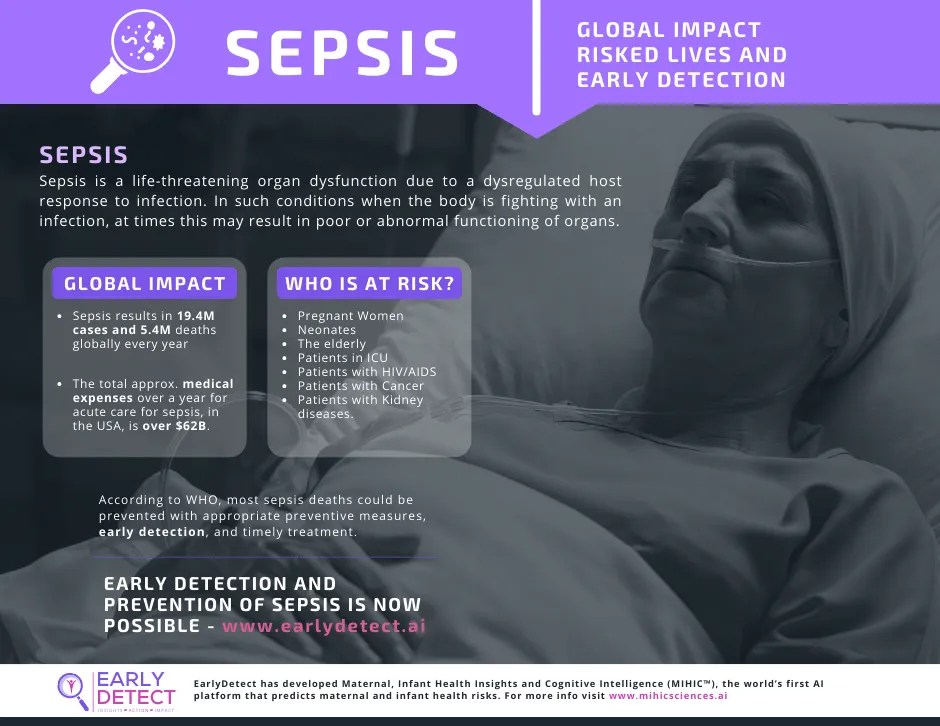 SEPSIS
GLOBAL IMPACT
RISKED LIVES AND
EARLY DETECTION
SEPSIS
Sepsis is a life-threatening organ dysfunction due to a dysregulated host
response to infection. In such conditions when the body is fighting with an
infection, at times this may result in poor or abnormal functioning of organs.
GLOBAL IMPACT
• Sepsis results in 19.4M
cases and 5.4M deaths
globally every year
• The total approx. medical
expenses over a year for
acute care for sepsis, in
the USA, is over $62B.
WHO IS AT RISK?
• Pregnant Women
• Neonates
• The elderly
• Patients in ICU
• Patients with HIV/AIDS
• Patients with Cancer
• Patients with Kidney
diseases.
According to WHO, most sepsis deaths could be
prevented with appropriate preventive measures,
early detection, and timely treatment.
EARLY DETECTION AND
PREVENTION OF SEPSIS IS NOW
POSSIBLE - www.earlydetect.ai
EARLY
DETECT
INSIGHTS • ACTION • IMPACT
EarlyDetect has developed Maternal, Infant Health Insights and Cognitive Intelligence (MIHIC™), the world's first AI
platform that predicts maternal and infant health risks. For more info visit www.mihicsciences.ai